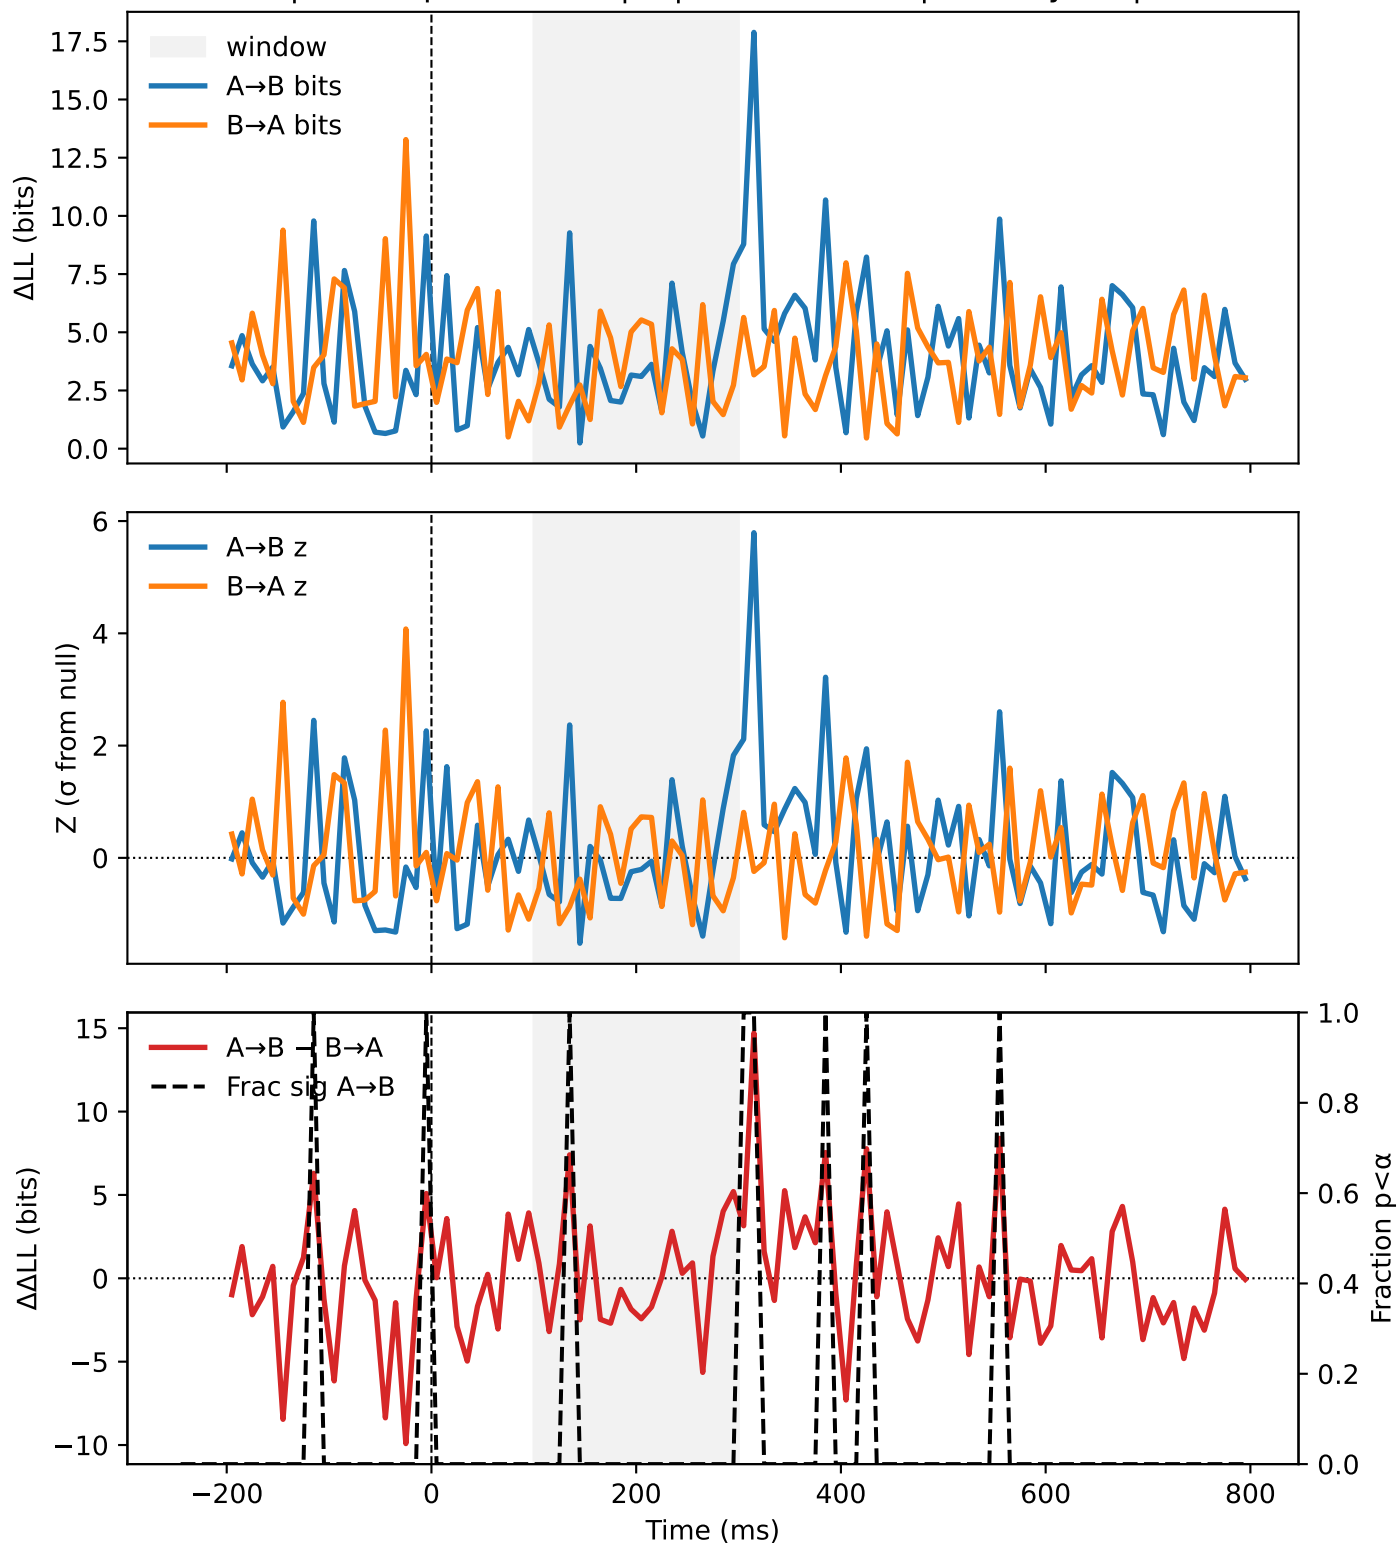 17.5
15.0
12.5
10.0
7.5
5.0
2.5
0.0
ΔLL (bits)
window
A→B bits
B→A bits
6
4
2
0
Z (σ from null)
A→B z
B→A z
15
10
5
0
−5
−10
ΔΔLL (bits)
A→B − B→A
Frac sig A→B
1.0
0.8
0.6
0.4
0.2
0.0
Fraction p<α
−200 0 200 400 600 800
Time (ms)